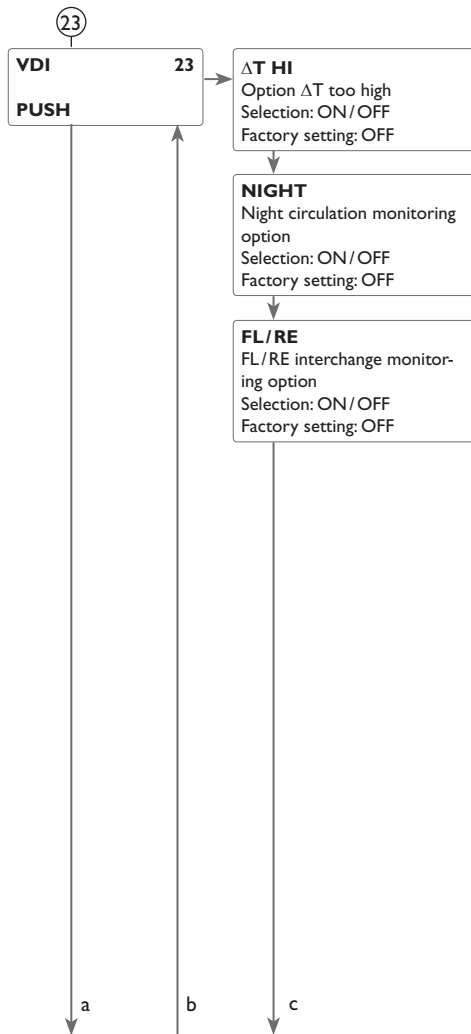 23
VDI 23
PUSH
ΔT HI
Option ΔT too high
Selection: ON / OFF
Factory setting: OFF
NIGHT
Night circulation monitoring
option
Selection: ON / OFF
Factory setting: OFF
FL / RE
FL / RE interchange monitor-
ing option
Selection: ON / OFF
Factory setting: OFF
a b c